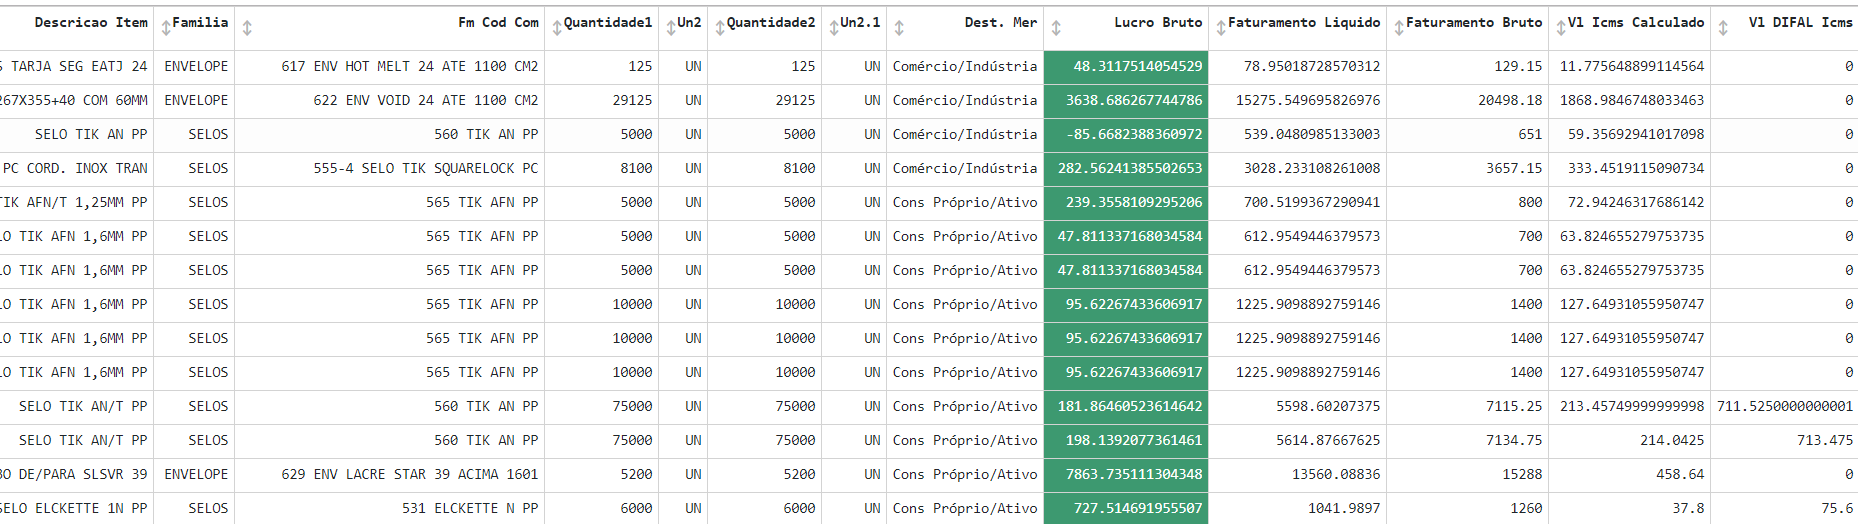 Descricao Item Familia Fm Cod Com Quantidade1 Un2 Quantidade2 Un2.1 Dest. Mer Lucro Bruto Faturamento Liquido Faturamento Bruto Vl Icms Calculado Vl DIFAL Icms
TARJA SEG EATJ 24 ENVELOPE 617 ENV HOT MELT 24 ATE 1100 CM2 125 UN 125 UN Comércio/Indústria 48.3117514054529 78.95018728570312 129.15 11.775648899114564 0
267X355+40 COM 60MM ENVELOPE 622 ENV VOID 24 ATE 1100 CM2 29125 UN 29125 UN Comércio/Indústria 3638.686267744786 15275.549695826976 20498.18 1868.9846748033463 0
SELO TIK AN PP SELOS 560 TIK AN PP 5000 UN 5000 UN Comércio/Indústria -85.6682388360972 539.0480985133003 651 59.35692941017098 0
PC CORD. INOX TRAN SELOS 555-4 SELO TIK SQUARELOCK PC 8100 UN 8100 UN Comércio/Indústria 282.56241385502653 3028.233108261008 3657.15 333.4519115090734 0
TIK AFN/T 1,25MM PP SELOS 565 TIK AFN PP 5000 UN 5000 UN Cons Próprio/Ativo 239.3558109295206 700.5199367290941 800 72.94246317686142 0
LO TIK AFN 1,6MM PP SELOS 565 TIK AFN PP 5000 UN 5000 UN Cons Próprio/Ativo 47.811337168034584 612.9549446379573 700 63.824655279753735 0
LO TIK AFN 1,6MM PP SELOS 565 TIK AFN PP 5000 UN 5000 UN Cons Próprio/Ativo 47.811337168034584 612.9549446379573 700 63.824655279753735 0
LO TIK AFN 1,6MM PP SELOS 565 TIK AFN PP 10000 UN 10000 UN Cons Próprio/Ativo 95.62267433606917 1225.9098892759146 1400 127.64931055950747 0
LO TIK AFN 1,6MM PP SELOS 565 TIK AFN PP 10000 UN 10000 UN Cons Próprio/Ativo 95.62267433606917 1225.9098892759146 1400 127.64931055950747 0
LO TIK AFN 1,6MM PP SELOS 565 TIK AFN PP 10000 UN 10000 UN Cons Próprio/Ativo 95.62267433606917 1225.9098892759146 1400 127.64931055950747 0
SELO TIK AN/T PP SELOS 560 TIK AN PP 75000 UN 75000 UN Cons Próprio/Ativo 181.86460523614642 5598.60207375 7115.25 213.45749999999998 711.5250000000001
SELO TIK AN/T PP SELOS 560 TIK AN PP 75000 UN 75000 UN Cons Próprio/Ativo 198.1392077361461 5614.87667625 7134.75 214.0425 713.475
BO DE/PARA SLSVR 39 ENVELOPE 629 ENV LACRE STAR 39 ACIMA 1601 5200 UN 5200 UN Cons Próprio/Ativo 7863.735111304348 13560.08836 15288 458.64 0
SELO ELCKETTE 1N PP SELOS 531 ELCKETTE N PP 6000 UN 6000 UN Cons Próprio/Ativo 727.514691955507 1041.9897 1260 37.8 75.6